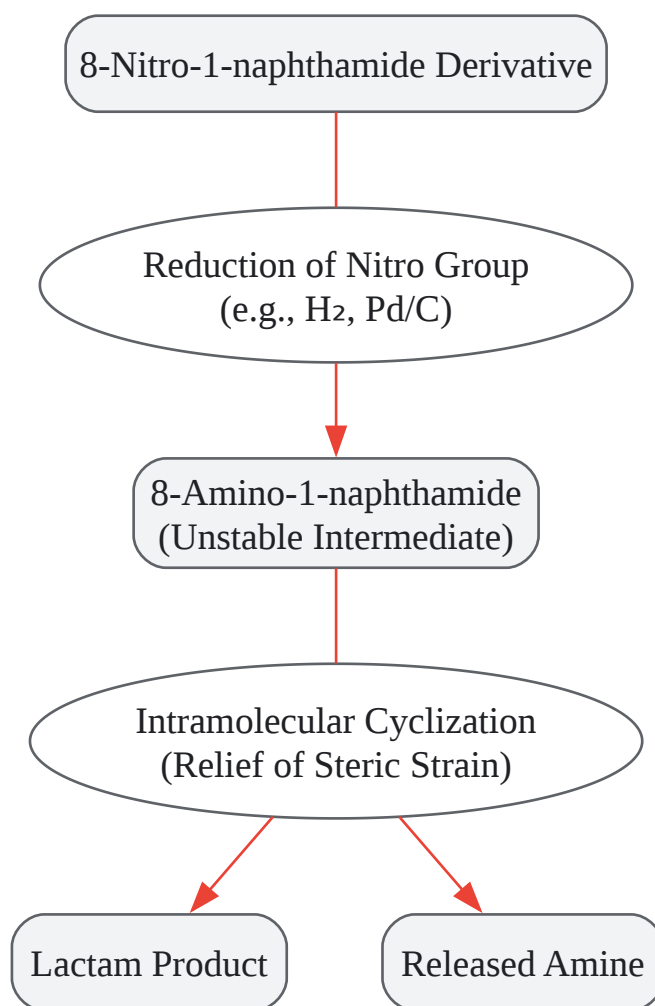 8-Nitro-1-naphthamide Derivative
Reduction of Nitro Group
(e.g., H₂, Pd/C)
8-Amino-1-naphthamide
(Unstable Intermediate)
Intramolecular Cyclization
(Relief of Steric Strain)
Lactam Product
Released Amine